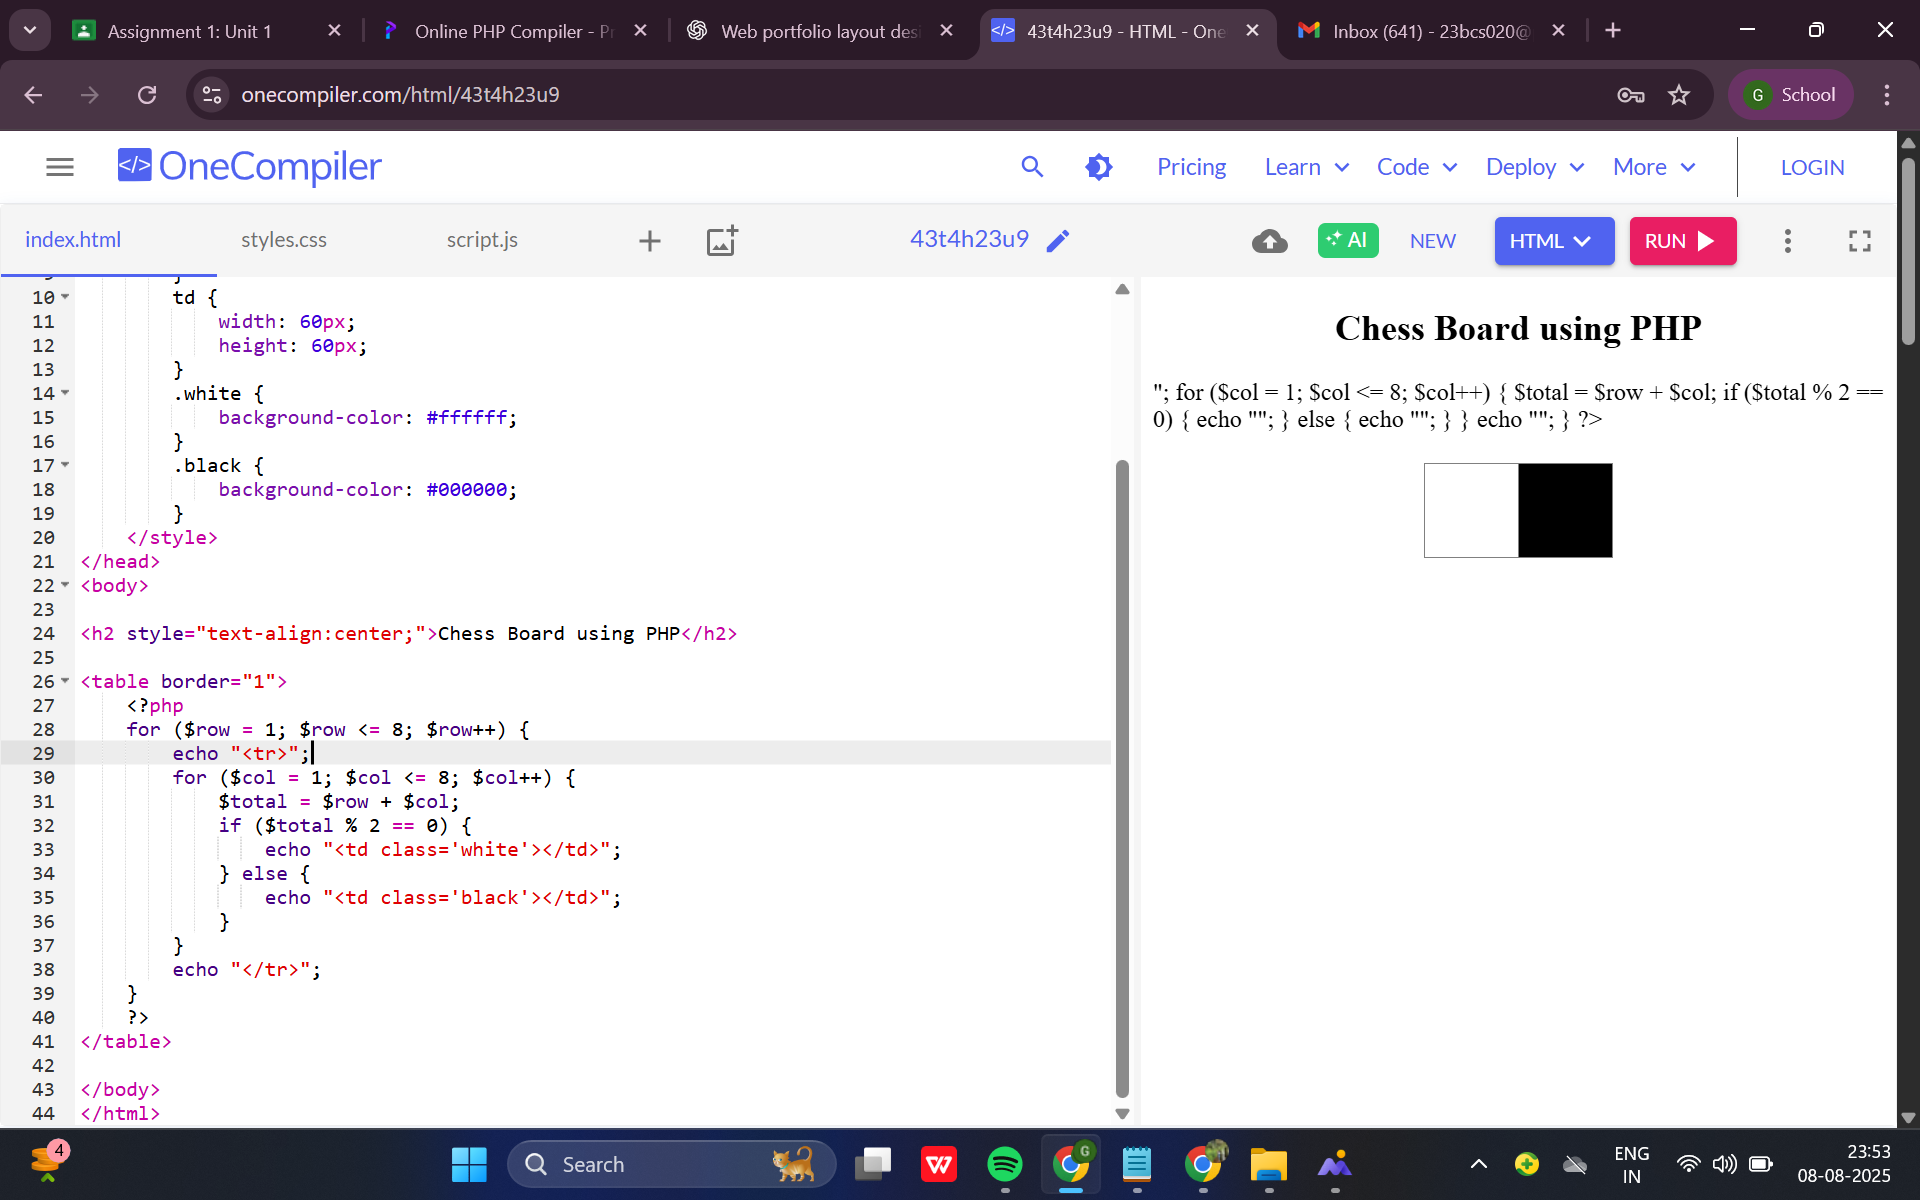 Assignment 1: Unit 1
Online PHP Compiler - Pr
Web portfolio layout desi
43t4h23u9 - HTML - One
Inbox (641) - 23bcs020@
onecompiler.com/html/43t4h23u9
G School
</> OneCompiler
Pricing
Learn
Code
Deploy
More
LOGIN
index.html
styles.css
script.js
43t4h23u9
AI
NEW
HTML
RUN
10 td {
11 width: 60px;
12 height: 60px;
13 }
14 .white {
15 background-color: #ffffff;
16 }
17 .black {
18 background-color: #000000;
19 }
20 </style>
21 </head>
22 <body>
23
24 <h2 style="text-align:center;">Chess Board using PHP</h2>
25
26 <table border="1">
27 <?php
28 for ($row = 1; $row <= 8; $row++) {
29 echo "<tr>";
30 for ($col = 1; $col <= 8; $col++) {
31 $total = $row + $col;
32 if ($total % 2 == 0) {
33 echo "<td class='white'></td>";
34 } else {
35 echo "<td class='black'></td>";
36 }
37 }
38 echo "</tr>";
39 }
40 ?>
41 </table>
42
43 </body>
44 </html>
Chess Board using PHP
"; for ($col = 1; $col <= 8; $col++) { $total = $row + $col; if ($total % 2 ==
0) { echo ""; } else { echo ""; } } echo ""; } ?>
4
Search
W
G
ENG
IN
23:53
08-08-2025